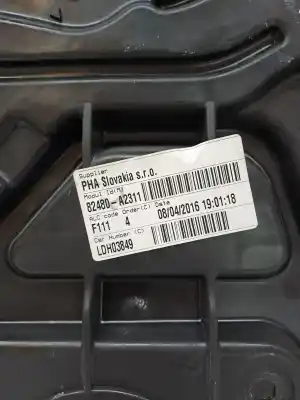 Supplier
PHA Slovakia s.r.o.
Modul Id(M)
82480-A2311
ALC code Order(C) Date
F111 4 08/04/2016 19:01:18
Car Number (C)
LDH03849